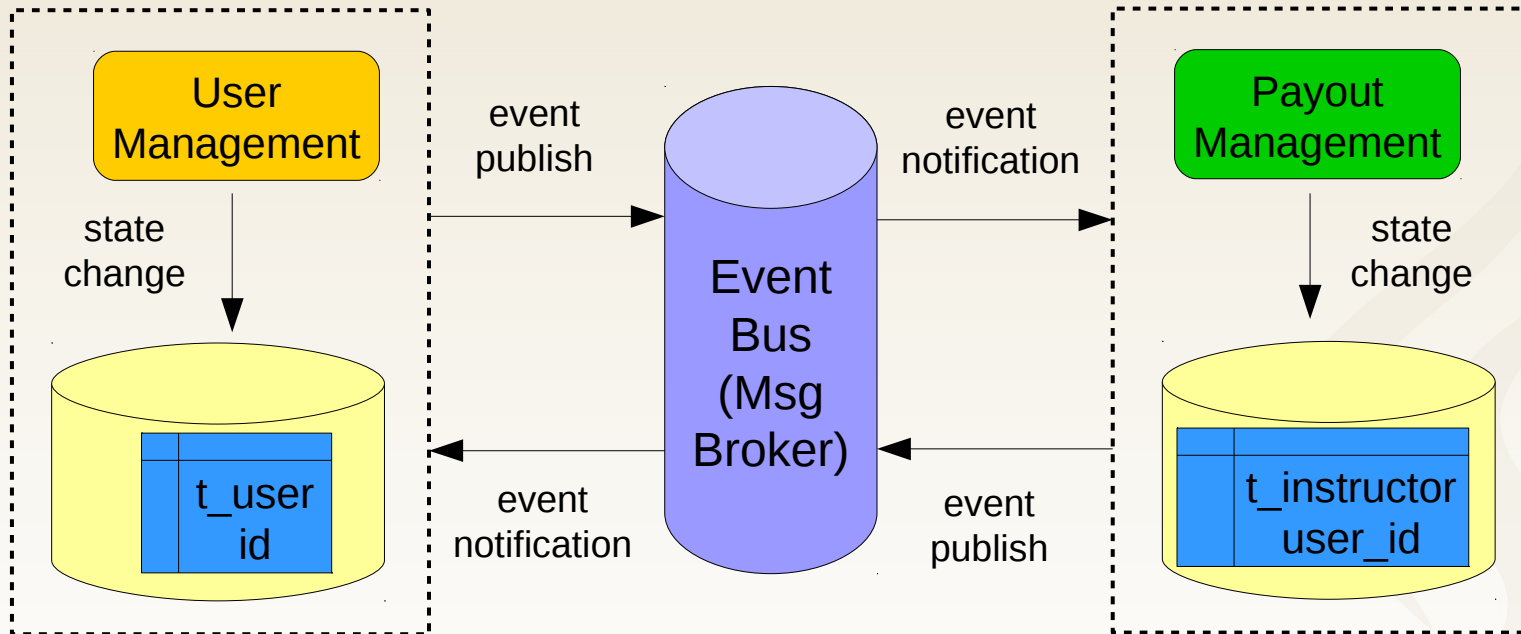 User
Management
state
change
t_user
id
event
publish
event
notification
Event
Bus
(Msg
Broker)
event
notification
event
publish
Payout
Management
state
change
t_instructor
user_id